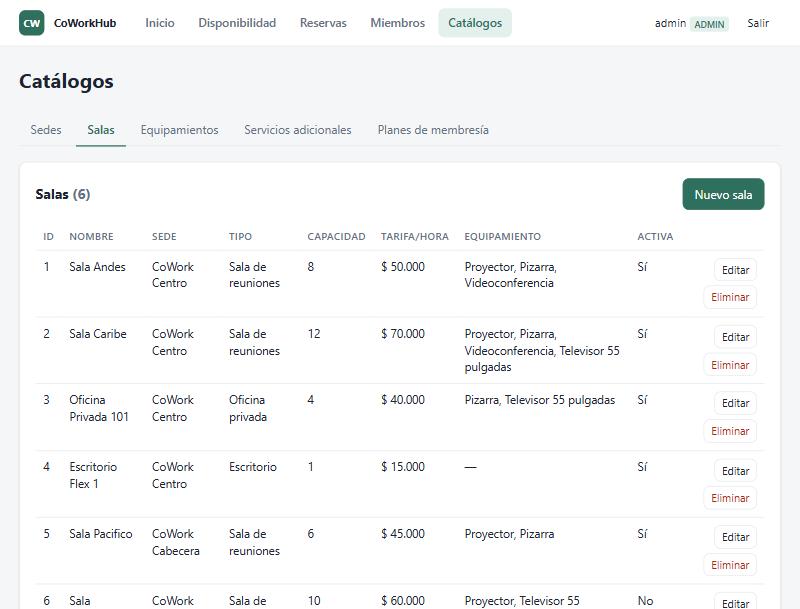 CW CoWorkHub Inicio Disponibilidad Reservas Miembros Catálogos admin ADMIN Salir
Catálogos
Sedes Salas Equipamientos Servicios adicionales Planes de membresía
Salas (6) Nuevo sala
ID NOMBRE SEDE TIPO CAPACIDAD TARIFA/HORA EQUIPAMIENTO ACTIVA
1 Sala Andes CoWork Sala de 8 $ 50.000 Proyector, Pizarra, Sí Editar
Centro reuniones Videoconferencia
Eliminar
2 Sala Caribe CoWork Sala de 12 $ 70.000 Proyector, Pizarra, Sí Editar
Centro reuniones Videoconferencia, Televisor 55
pulgadas Eliminar
3 Oficina CoWork Oficina 4 $ 40.000 Pizarra, Televisor 55 pulgadas Sí Editar
Privada 101 Centro privada
Eliminar
4 Escritorio CoWork Escritorio 1 $ 15.000 — Sí Editar
Flex 1 Centro
Eliminar
5 Sala Pacifico CoWork Sala de 6 $ 45.000 Proyector, Pizarra Sí Editar
Cabecera reuniones
Eliminar
6 Sala CoWork Sala de 10 $ 60.000 Proyector, Televisor 55 No Editar